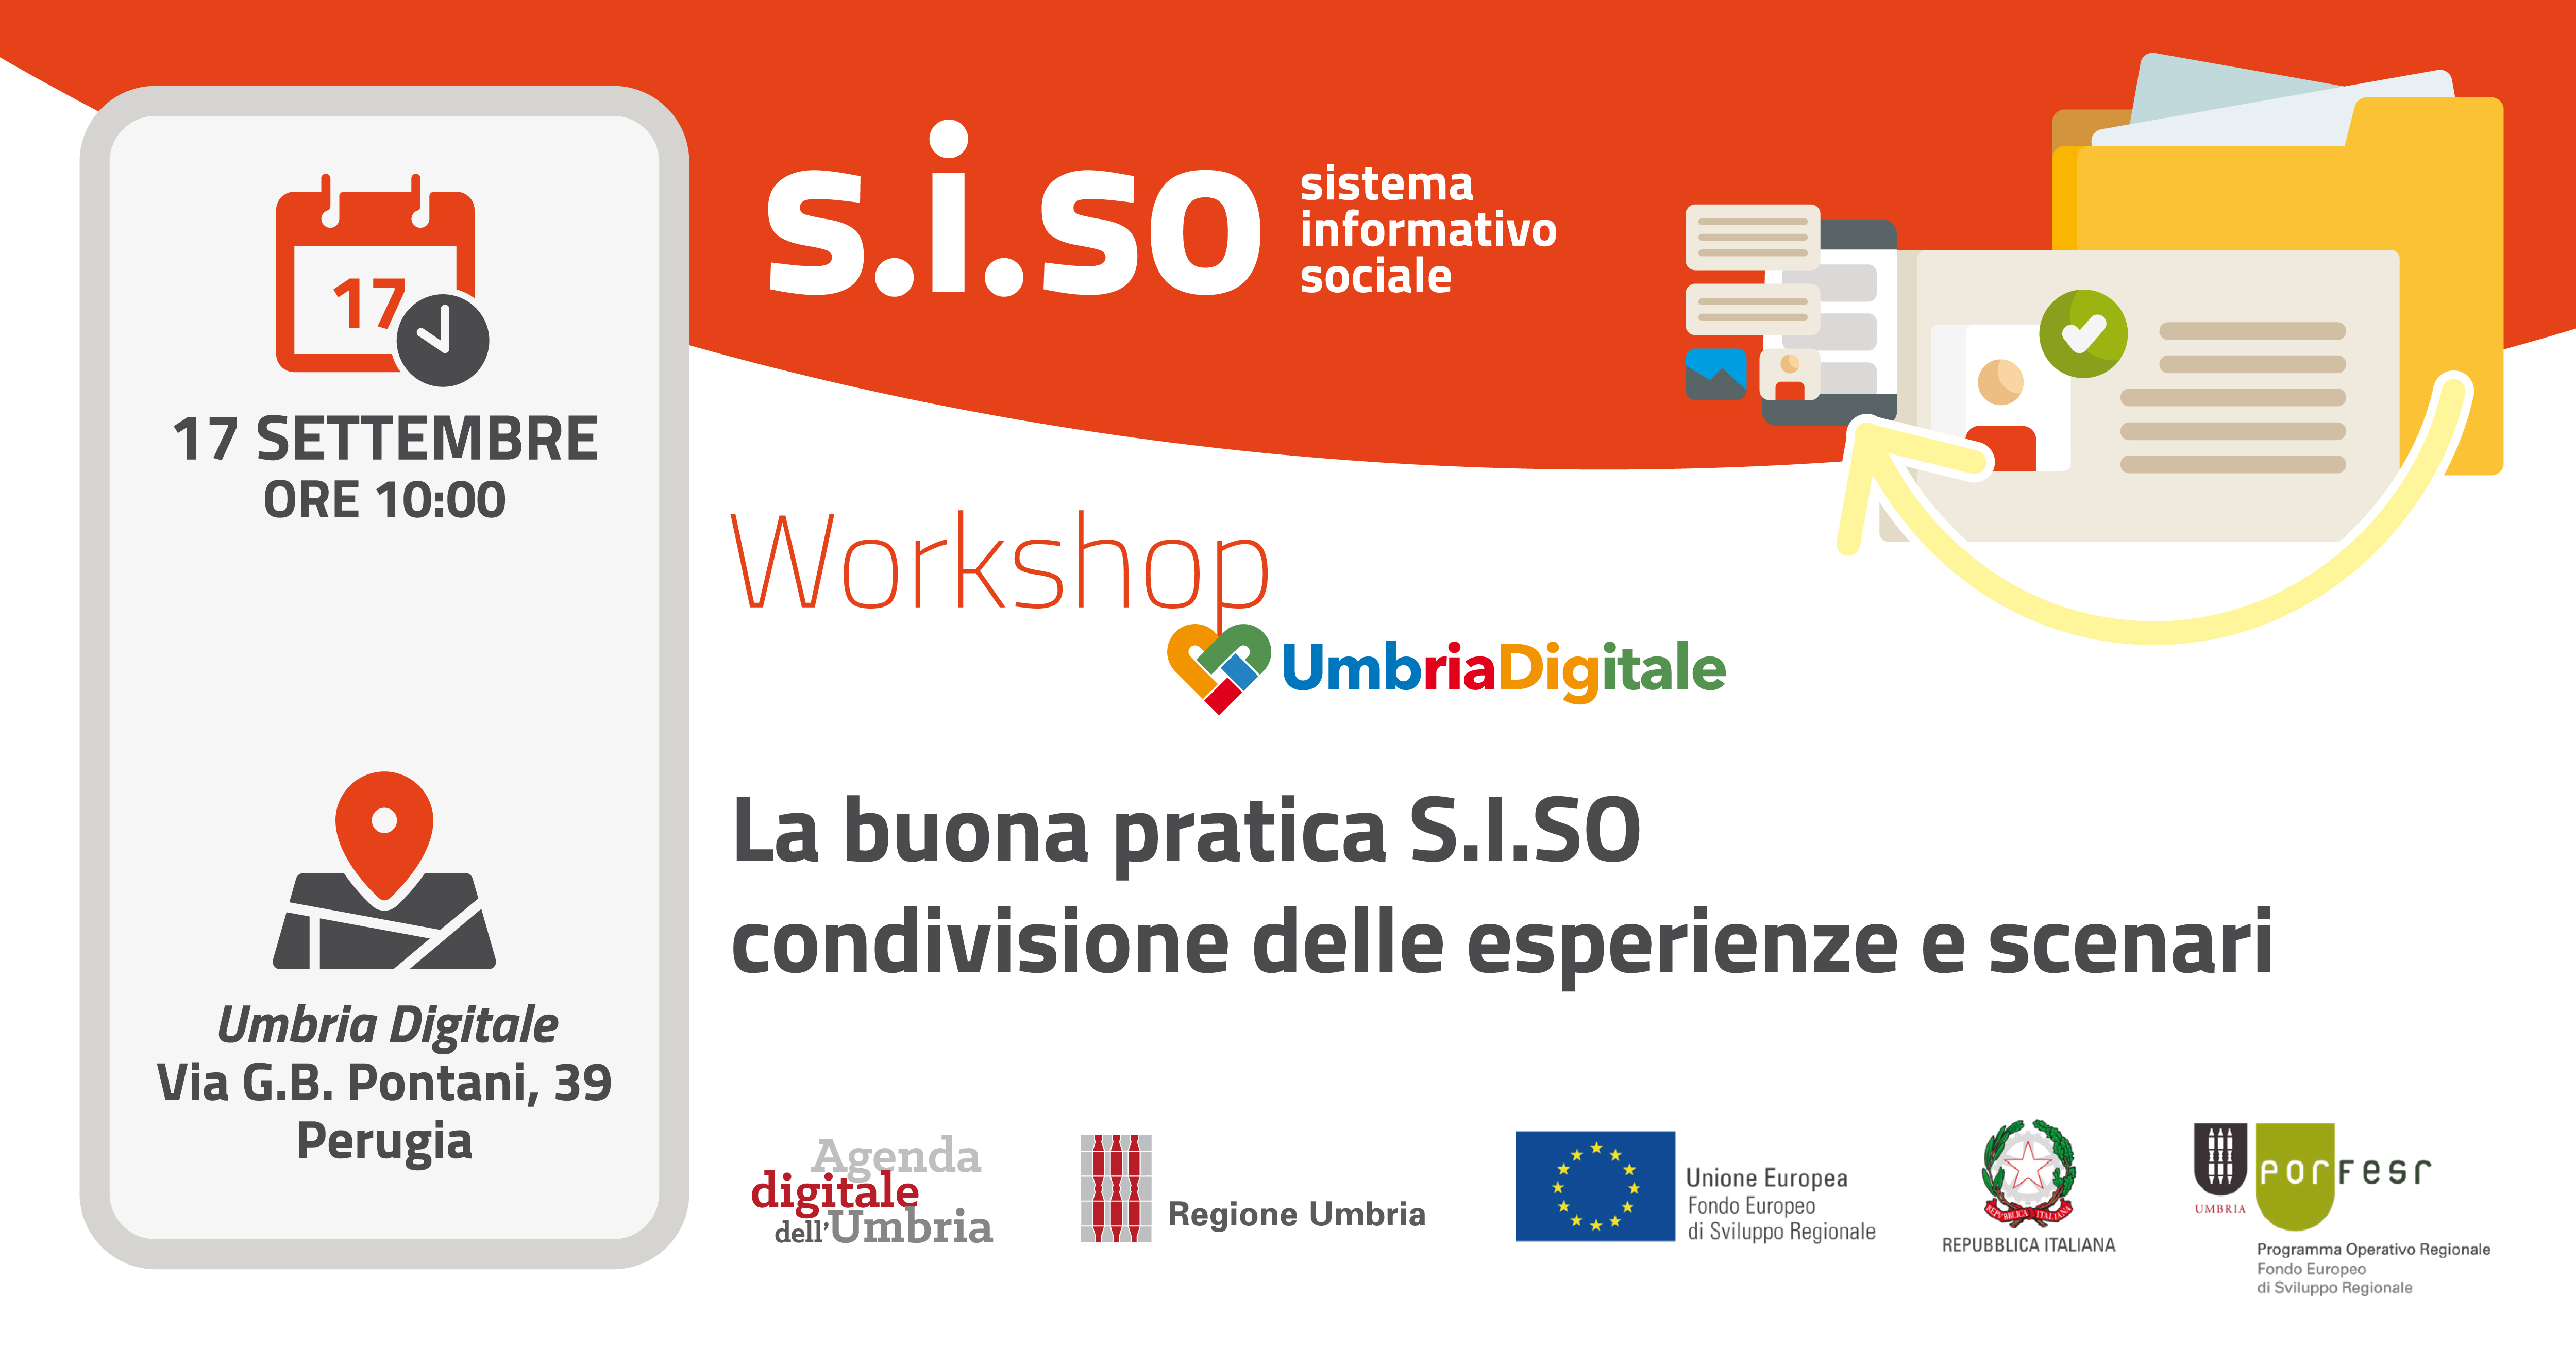 17
17 SETTEMBRE
ORE 10:00
Umbria Digitale
Via G.B. Pontani, 39
Perugia
s.i.so
sistema
informativo
sociale
Workshop
UmbriaDigitale
La buona pratica S.I.SO
condivisione delle esperienze e scenari
Agenda
digitale
dell'Umbria
Regione Umbria
Unione Europea
Fondo Europeo
di Sviluppo Regionale
REPVBBLICA ITALIANA
REPUBBLICA ITALIANA
UMBRIA
porfesr
Programma Operativo Regionale
Fondo Europeo
di Sviluppo Regionale